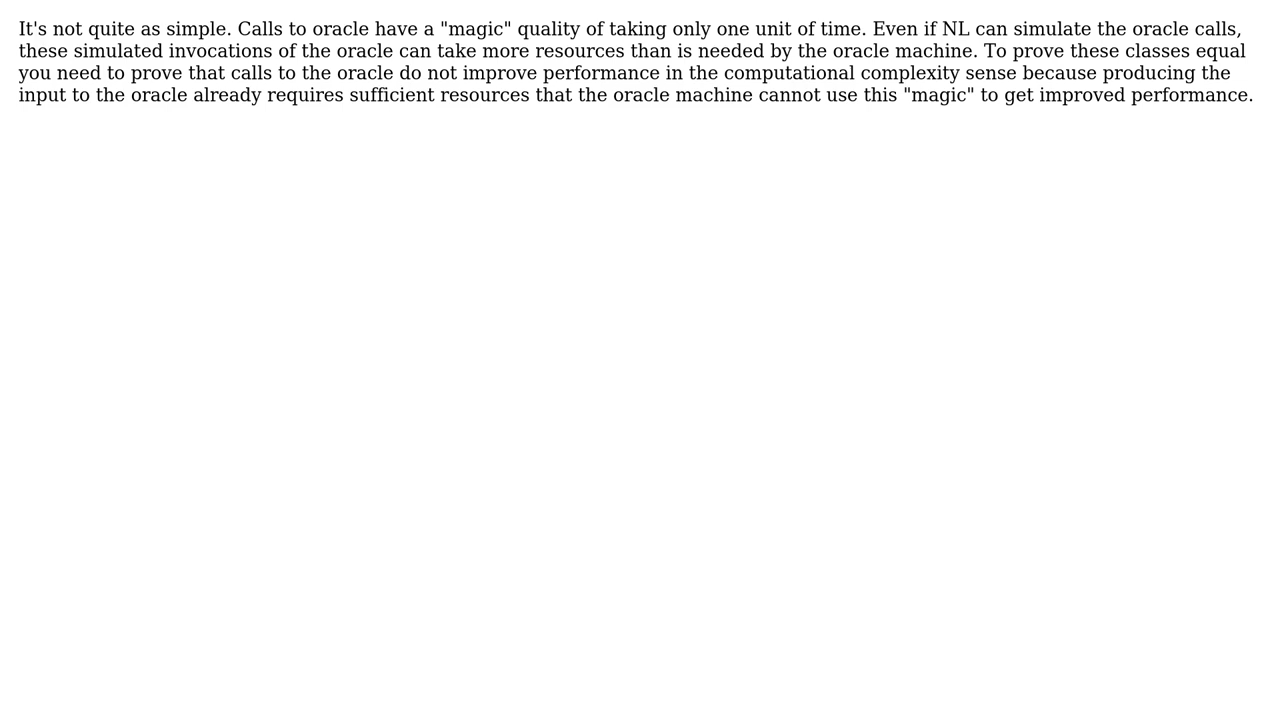 It's not quite as simple. Calls to oracle have a "magic" quality of taking only one unit of time. Even if NL can simulate the oracle calls,
these simulated invocations of the oracle can take more resources than is needed by the oracle machine. To prove these classes equal
you need to prove that calls to the oracle do not improve performance in the computational complexity sense because producing the
input to the oracle already requires sufficient resources that the oracle machine cannot use this "magic" to get improved performance.